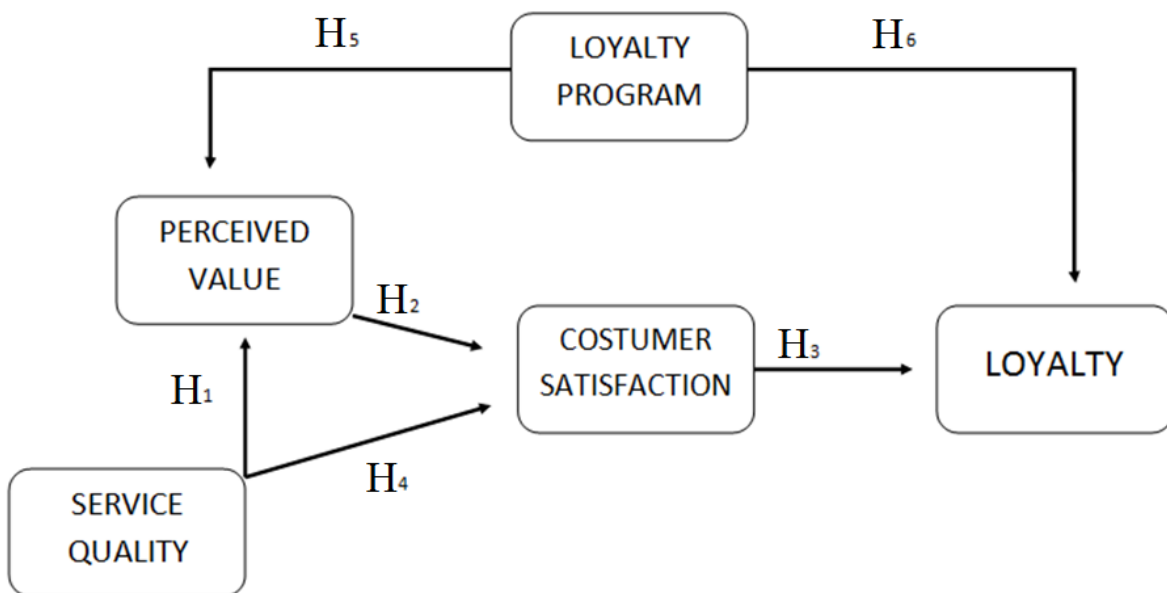 H5
LOYALTY
PROGRAM
H6
PERCEIVED
VALUE
H2
COSTUMER
SATISFACTION
H3
LOYALTY
H1
H4
SERVICE
QUALITY